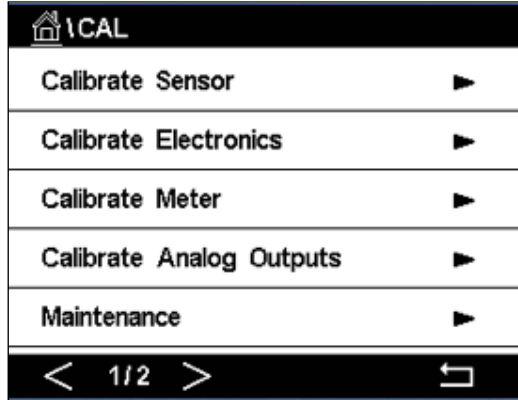 \CAL
Calibrate Sensor
Calibrate Electronics
Calibrate Meter
Calibrate Analog Outputs
Maintenance
< 1/2 >